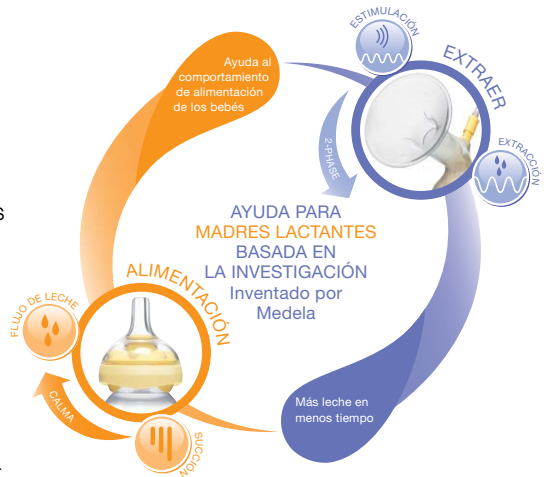 ESTIMULACIÓN
EXTRAER
EXTRACCIÓN
2-PHASE
Ayuda al
comportamiento
de alimentación
de los bebés
AYUDA PARA
MADRES LACTANTES
BASADA EN
LA INVESTIGACIÓN
Inventado por
Medela
ALIMENTACIÓN
FLUJO DE LECHE
CALMA
SUCCIÓN
Más leche en
menos tiempo
s